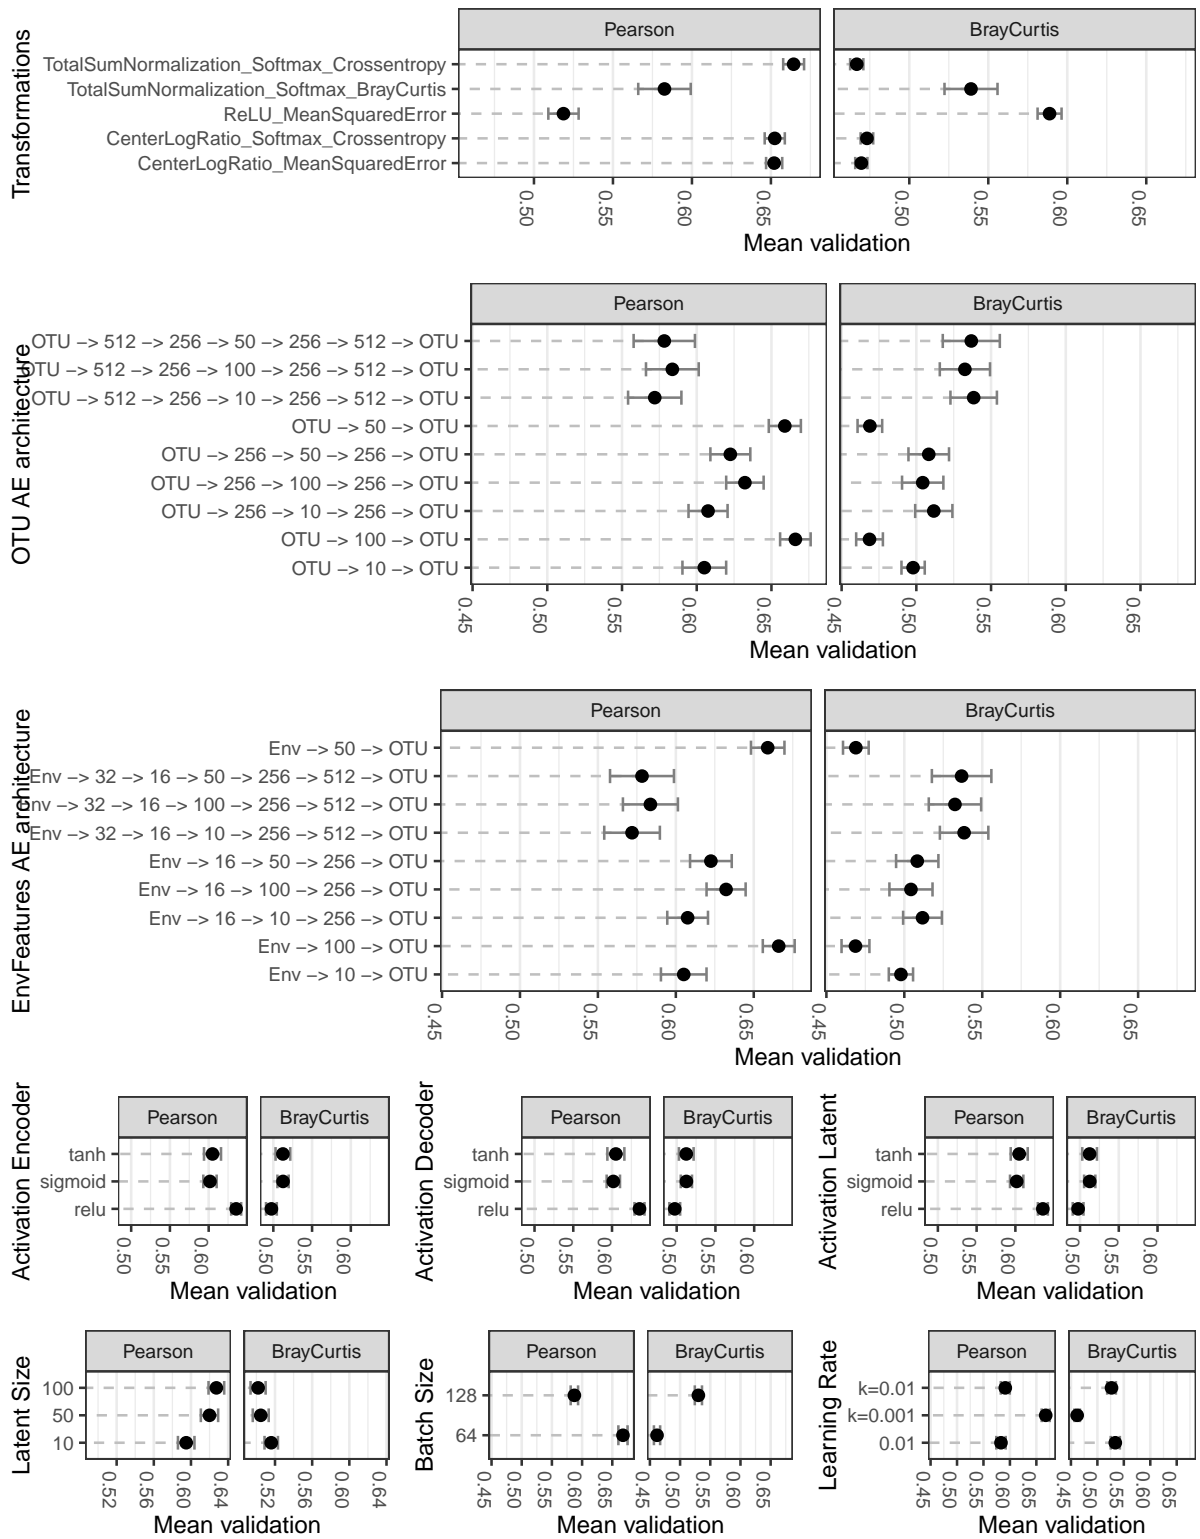 Transformations
Pearson
BrayCurtis
TotalSumNormalization_Softmax_Crossentropy
TotalSumNormalization_Softmax_BrayCurtis
ReLU_MeanSquaredError
CenterLogRatio_Softmax_Crossentropy
CenterLogRatio_MeanSquaredError
0.50 0.55 0.60 0.65 0.50 0.55 0.60 0.65
Mean validation
OTU AE architecture
Pearson
BrayCurtis
OTU −> 512 −> 256 −> 50 −> 256 −> 512 −> OTU
OTU −> 512 −> 256 −> 100 −> 256 −> 512 −> OTU
OTU −> 512 −> 256 −> 10 −> 256 −> 512 −> OTU
OTU −> 50 −> OTU
OTU −> 256 −> 50 −> 256 −> OTU
OTU −> 256 −> 100 −> 256 −> OTU
OTU −> 256 −> 10 −> 256 −> OTU
OTU −> 100 −> OTU
OTU −> 10 −> OTU
0.45 0.50 0.55 0.60 0.65 0.45 0.50 0.55 0.60 0.65
Mean validation
EnvFeatures AE architecture
Pearson
BrayCurtis
Env −> 50 −> OTU
Env −> 32 −> 16 −> 50 −> 256 −> 512 −> OTU
Env −> 32 −> 16 −> 100 −> 256 −> 512 −> OTU
Env −> 32 −> 16 −> 10 −> 256 −> 512 −> OTU
Env −> 16 −> 50 −> 256 −> OTU
Env −> 16 −> 100 −> 256 −> OTU
Env −> 16 −> 10 −> 256 −> OTU
Env −> 100 −> OTU
Env −> 10 −> OTU
0.45 0.50 0.55 0.60 0.65 0.45 0.50 0.55 0.60 0.65
Mean validation
Activation Encoder
Pearson
BrayCurtis
tanh
sigmoid
relu
0.50 0.55 0.60 0.50 0.55 0.60
Mean validation
Activation Decoder
Pearson
BrayCurtis
tanh
sigmoid
relu
0.50 0.55 0.60 0.50 0.55 0.60
Mean validation
Activation Latent
Pearson
BrayCurtis
tanh
sigmoid
relu
0.50 0.55 0.60 0.50 0.55 0.60
Mean validation
Latent Size
Pearson
BrayCurtis
100
50
10
0.52 0.56 0.60 0.64 0.52 0.56 0.60 0.64
Mean validation
Batch Size
Pearson
BrayCurtis
128
64
0.45 0.50 0.55 0.60 0.65 0.45 0.50 0.55 0.60 0.65
Mean validation
Learning Rate
Pearson
BrayCurtis
k=0.01
k=0.001
0.01
0.45 0.50 0.55 0.60 0.65 0.45 0.50 0.55 0.60 0.65
Mean validation